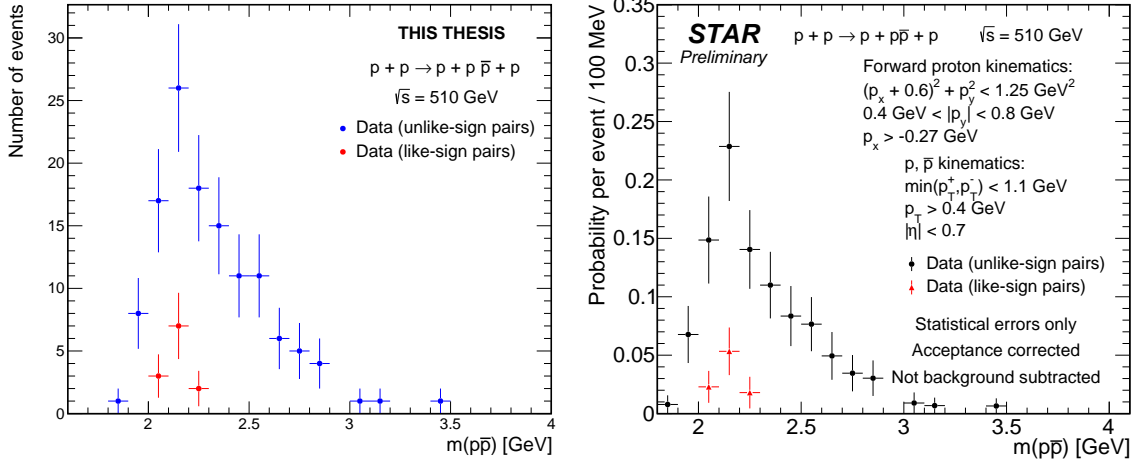 Number of events
30
25
20
15
10
5
0
THIS THESIS
p + p → p + p p̅ + p
√s = 510 GeV
Data (unlike-sign pairs)
Data (like-sign pairs)
2 2.5 3 3.5 4
m(pp̅) [GeV]
Probability per event / 100 MeV
0.35
0.3
0.25
0.2
0.15
0.1
0.05
0
STAR
Preliminary
p + p → p + pp̅ + p √s = 510 GeV
Forward proton kinematics:
(pₓ + 0.6)² + p_y² < 1.25 GeV²
0.4 GeV < |p_y| < 0.8 GeV
pₓ > -0.27 GeV
p, p̅ kinematics:
min(p_T⁺,p_T⁻) < 1.1 GeV
p_T > 0.4 GeV
|η| < 0.7
Data (unlike-sign pairs)
Data (like-sign pairs)
Statistical errors only
Acceptance corrected
Not background subtracted
2 2.5 3 3.5 4
m(pp̅) [GeV]